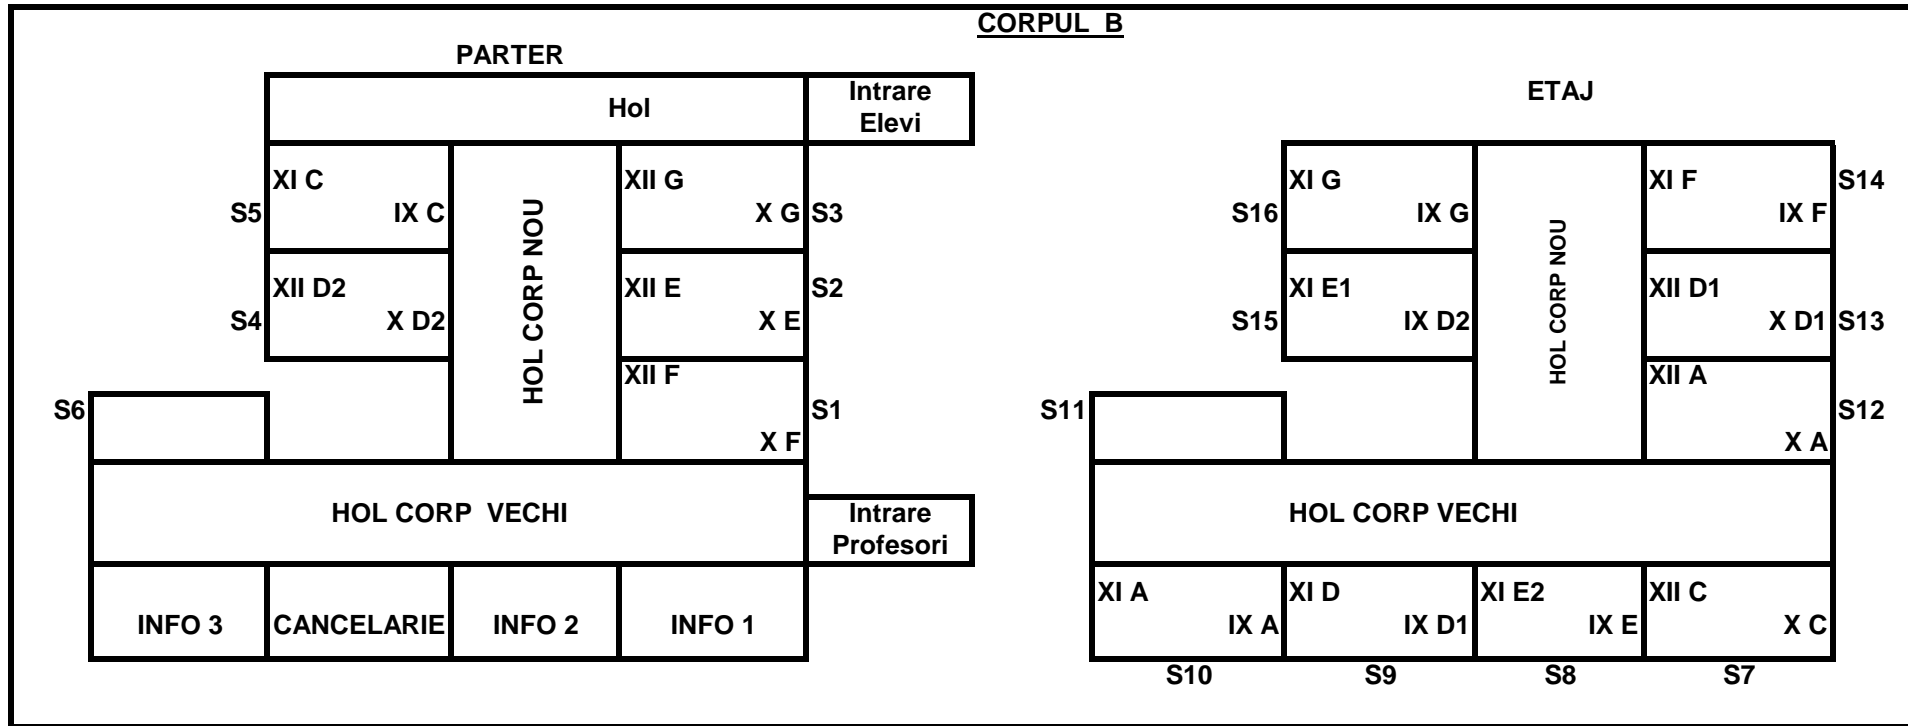 CORPUL B
PARTER
ETAJ
Hol
Intrare
Elevi
XI C
IX C
S5
HOL CORP NOU
XII G
X G
S3
XII D2
X D2
S4
XII E
X E
S2
XII F
X F
S1
S6
HOL CORP VECHI
Intrare
Profesori
INFO 3
CANCELARIE
INFO 2
INFO 1
XI G
IX G
S16
HOL CORP NOU
XI F
IX F
S14
XI E1
IX D2
S15
XII D1
X D1
S13
XII A
X A
S12
S11
HOL CORP VECHI
XI A
IX A
XI D
IX D1
XI E2
IX E
XII C
X C
S10
S9
S8
S7